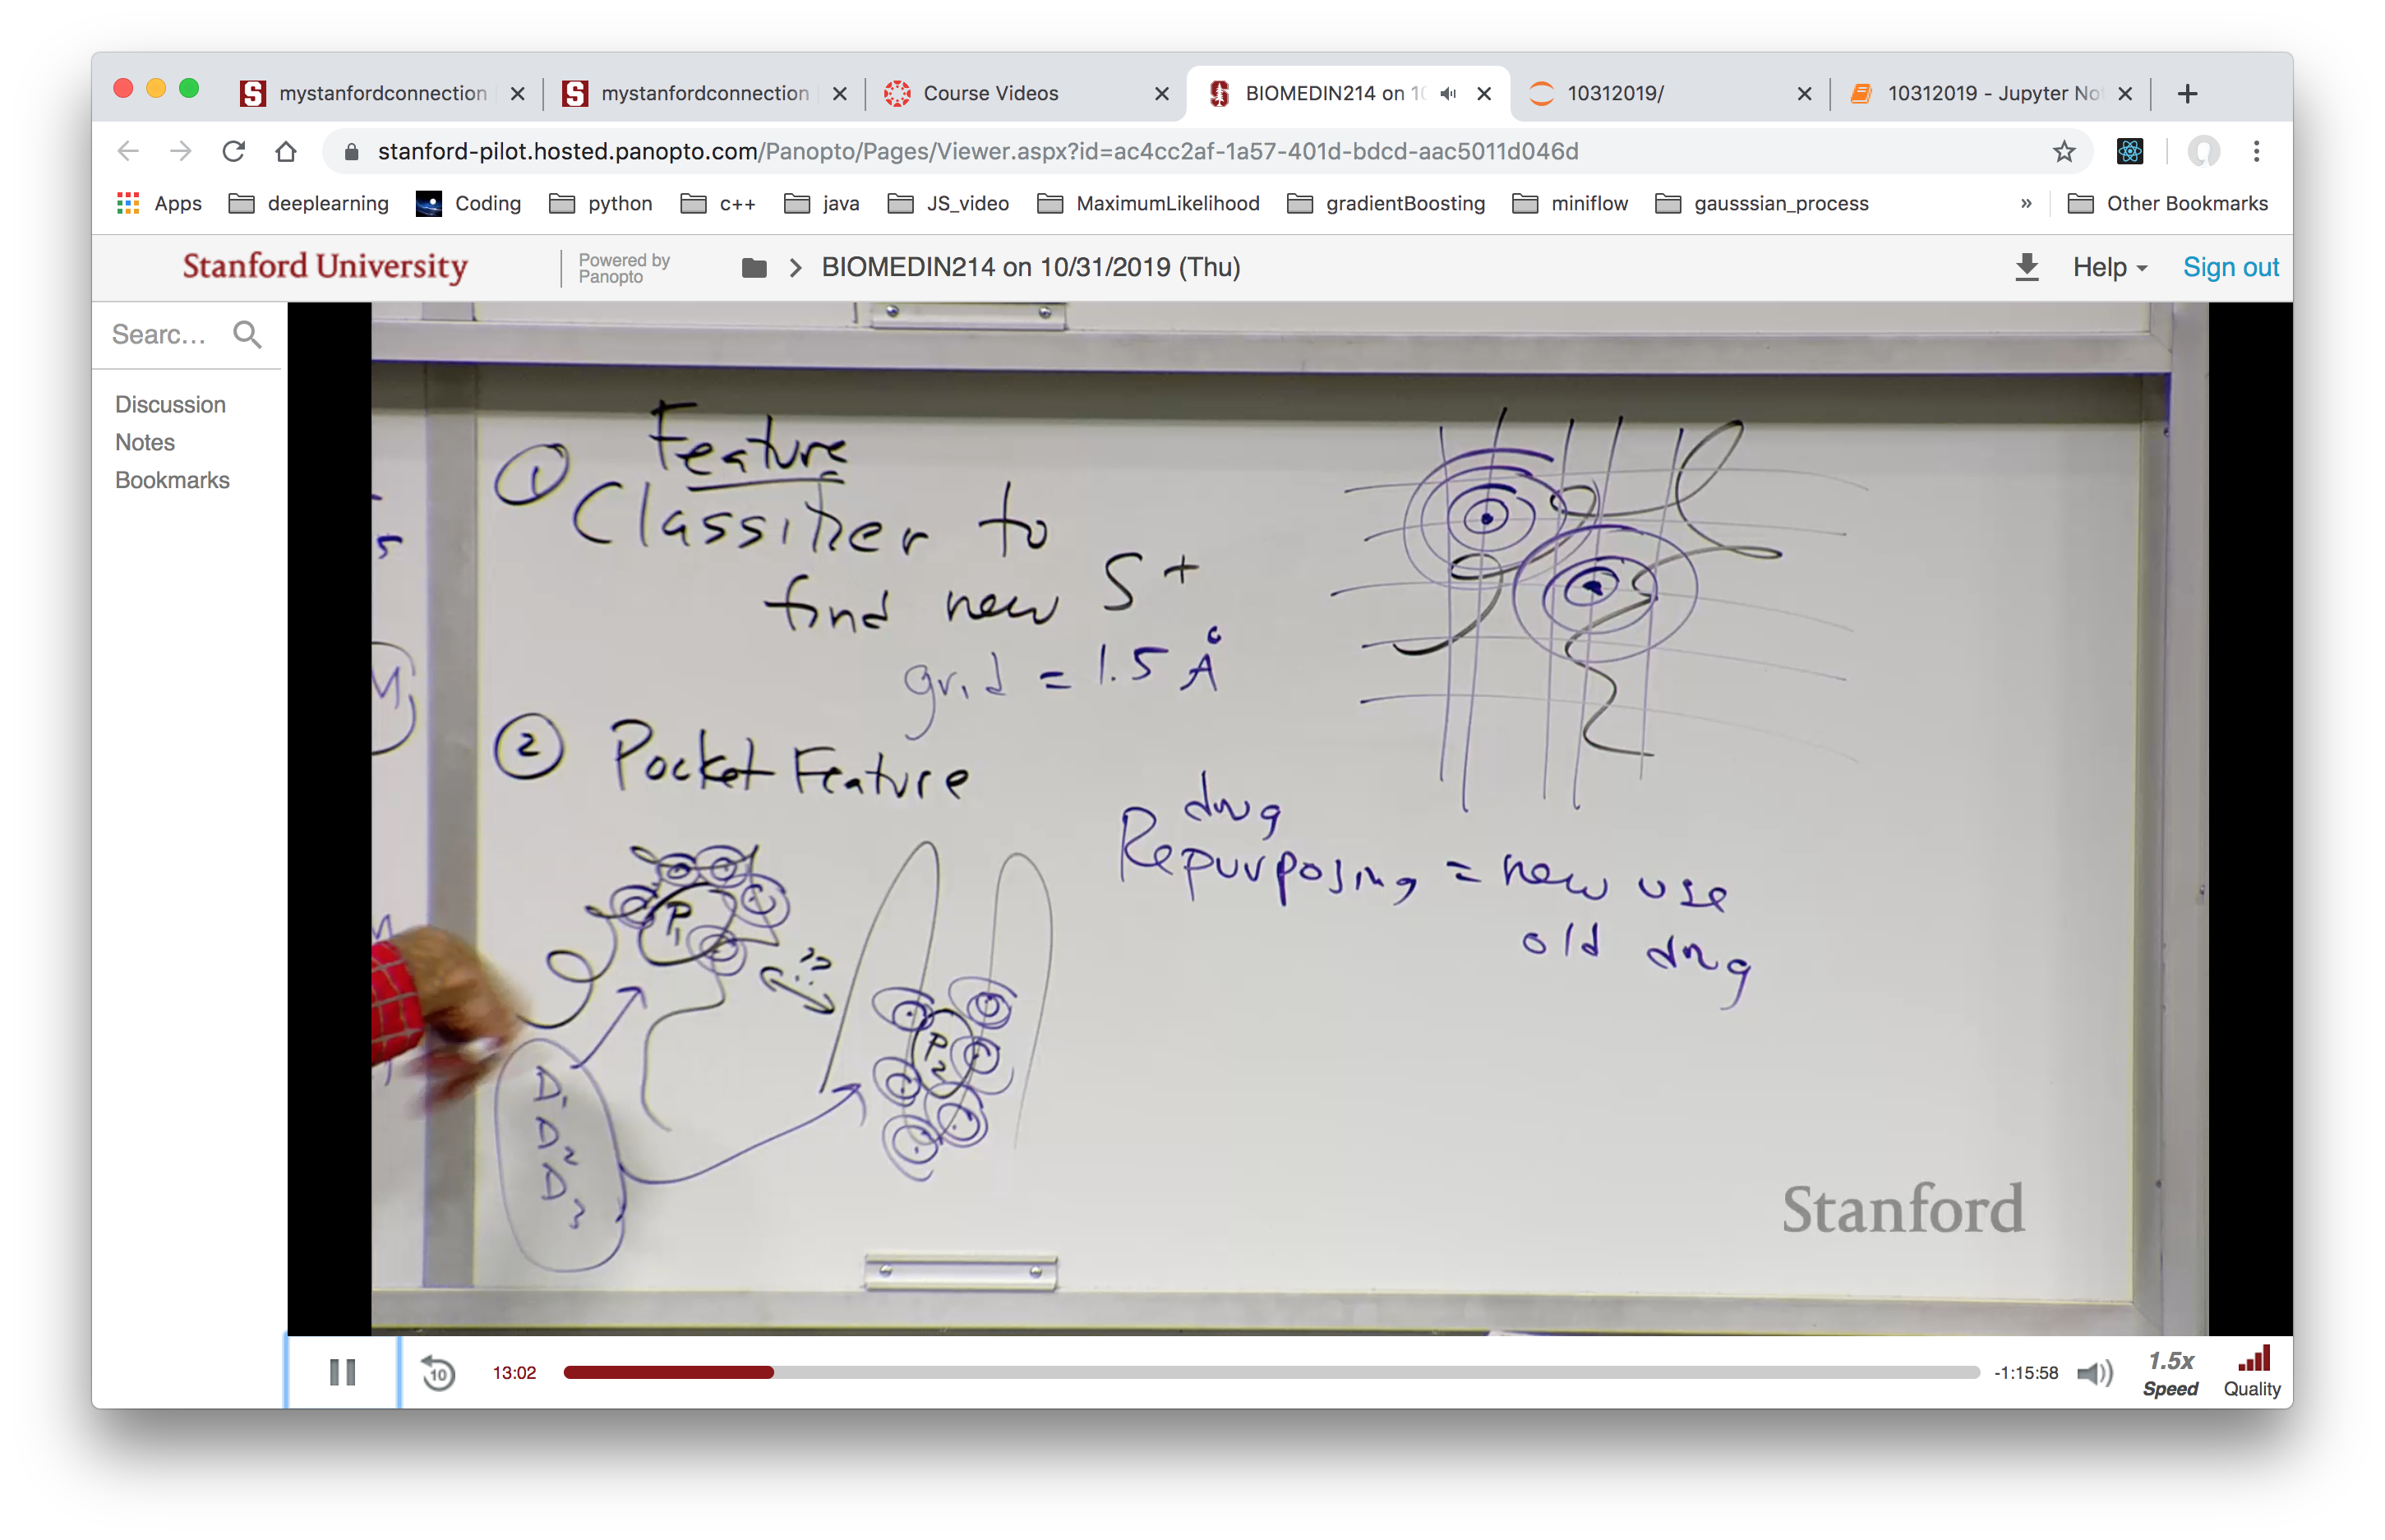 mystanfordconnection
mystanfordconnection
Course Videos
BIOMEDIN214 on 10
10312019/
10312019 - Jupyter No
stanford-pilot.hosted.panopto.com/Panopto/Pages/Viewer.aspx?id=ac4cc2af-1a57-401d-bdcd-aac5011d046d
Apps
deeplearning
Coding
python
c++
java
JS_video
MaximumLikelihood
gradientBoosting
miniflow
gausssian_process
»
Other Bookmarks
Stanford University
Powered by
Panopto
BIOMEDIN214 on 10/31/2019 (Thu)
Help
Sign out
Searc...
Discussion
Notes
Bookmarks
1 Feature
Classifier to
find new S+
grid = 1.5 Å
2 Pocket Feature
drug
Repurposing = new use
old drug
P1
??
P2
D1
D2
D3
Stanford
10
13:02
-1:15:58
1.5x
Speed
Quality